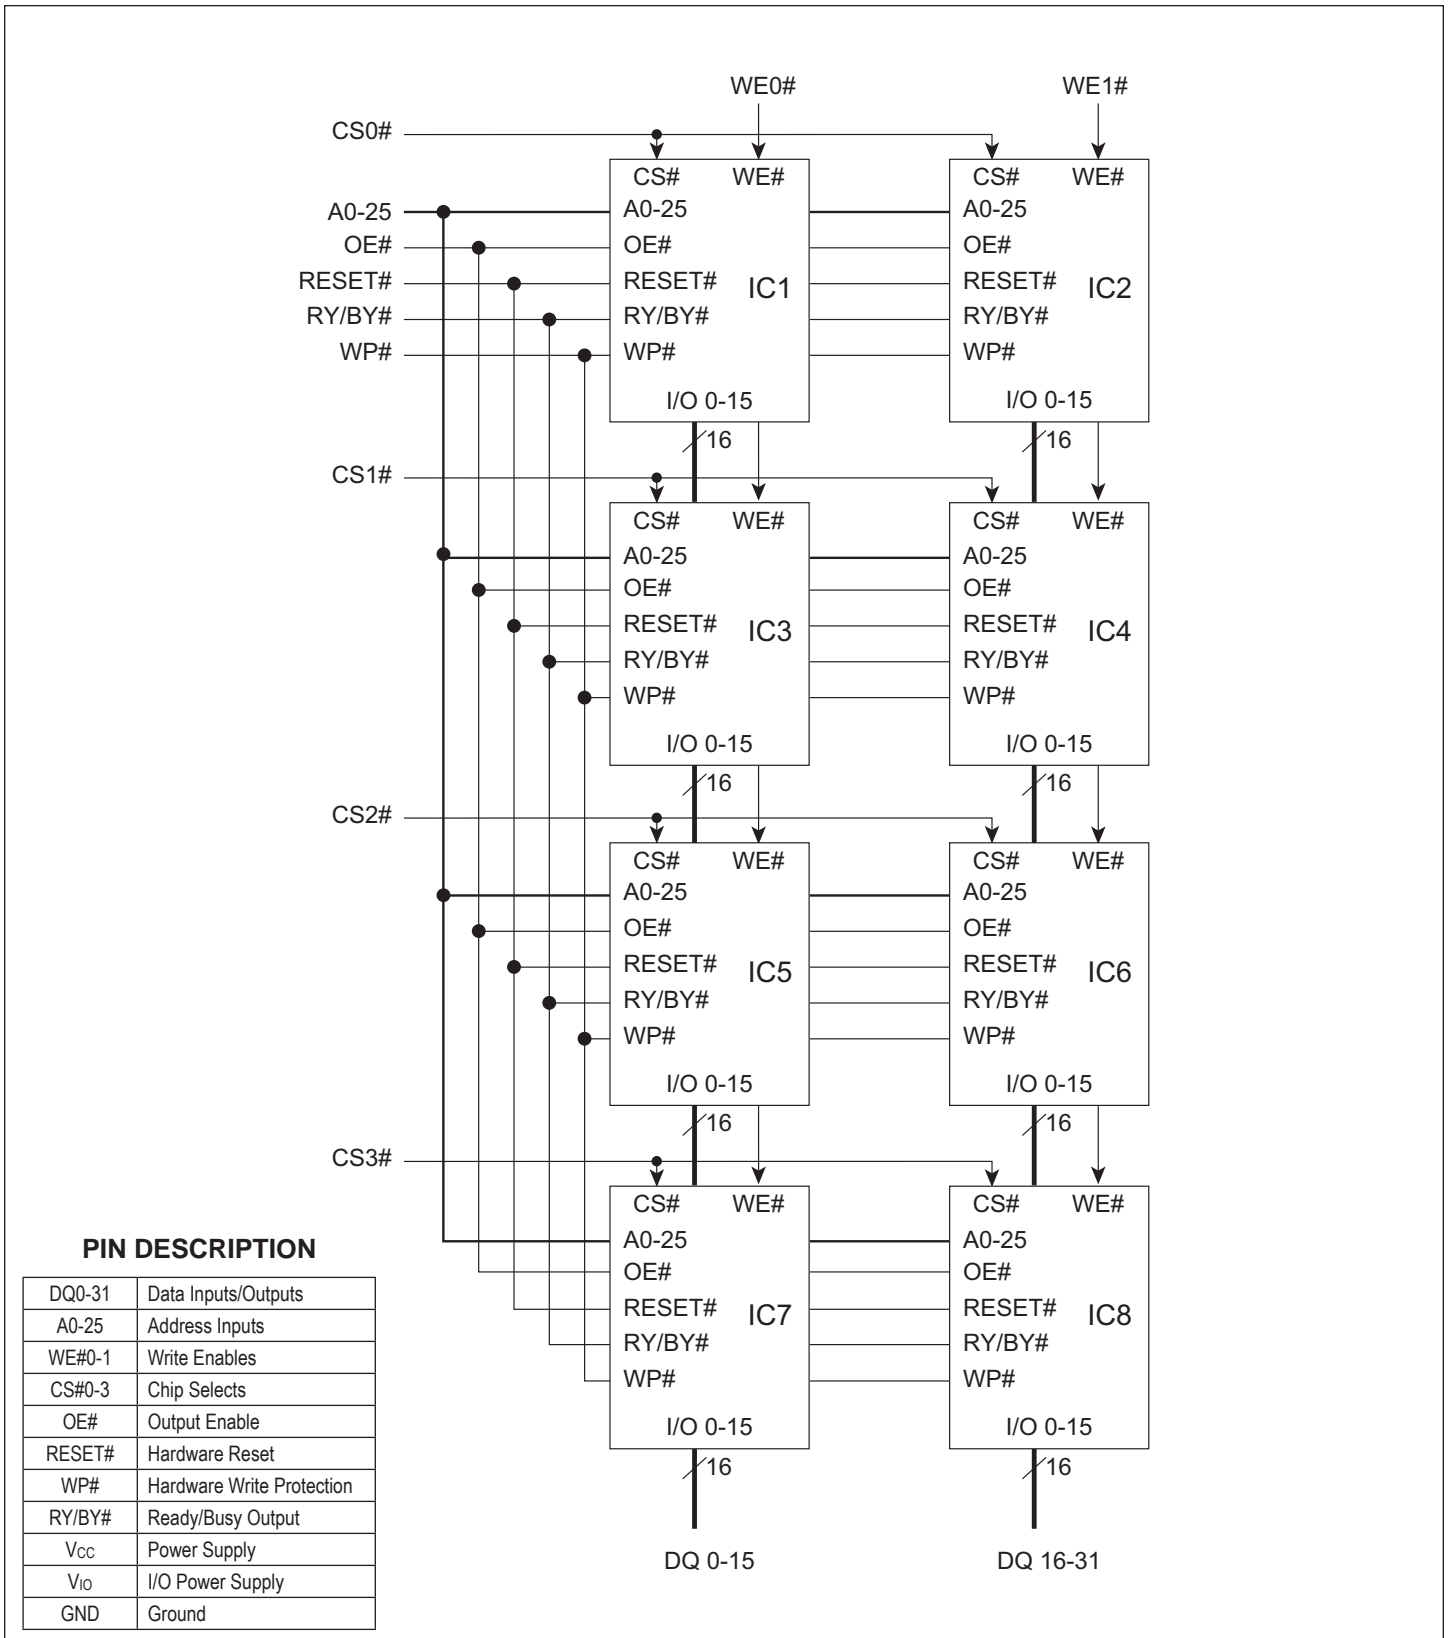 WE0# WE1#
CS0#
CS# WE# CS# WE#
A0-25 A0-25 A0-25
OE# OE# OE#
RESET# RESET# IC1 RESET# IC2
RY/BY# RY/BY# RY/BY#
WP# WP# WP#
I/O 0-15 I/O 0-15
16 16
CS1#
CS# WE# CS# WE#
A0-25 A0-25
OE# OE#
RESET# IC3 RESET# IC4
RY/BY# RY/BY#
WP# WP#
I/O 0-15 I/O 0-15
16 16
CS2#
CS# WE# CS# WE#
A0-25 A0-25
OE# OE#
RESET# IC5 RESET# IC6
RY/BY# RY/BY#
WP# WP#
I/O 0-15 I/O 0-15
16 16
CS3#
CS# WE# CS# WE#
A0-25 A0-25
OE# OE#
RESET# IC7 RESET# IC8
RY/BY# RY/BY#
WP# WP#
I/O 0-15 I/O 0-15
16 16
DQ 0-15 DQ 16-31
PIN DESCRIPTION
DQ0-31 Data Inputs/Outputs
A0-25 Address Inputs
WE#0-1 Write Enables
CS#0-3 Chip Selects
OE# Output Enable
RESET# Hardware Reset
WP# Hardware Write Protection
RY/BY# Ready/Busy Output
VCC Power Supply
VIO I/O Power Supply
GND Ground